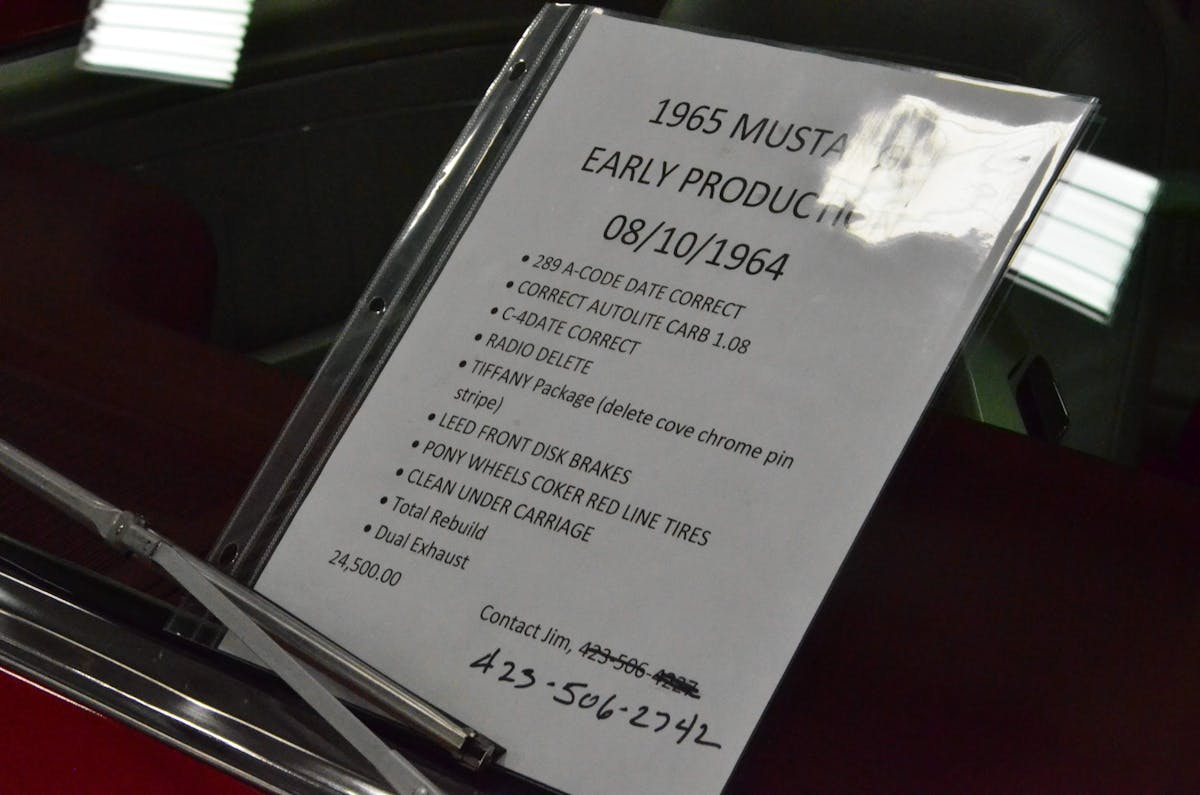 1965 MUSTA
EARLY PRODUCTIO
08/10/1964
• 289 A-CODE DATE CORRECT
• CORRECT AUTOLITE CARB 1.08
• C-4DATE CORRECT
• RADIO DELETE
• TIFFANY Package (delete cove chrome pin
stripe)
• LEED FRONT DISK BRAKES
• PONY WHEELS COKER RED LINE TIRES
• CLEAN UNDER CARRIAGE
• Total Rebuild
• Dual Exhaust
24,500.00
Contact Jim, 423-506-
423-506-2742